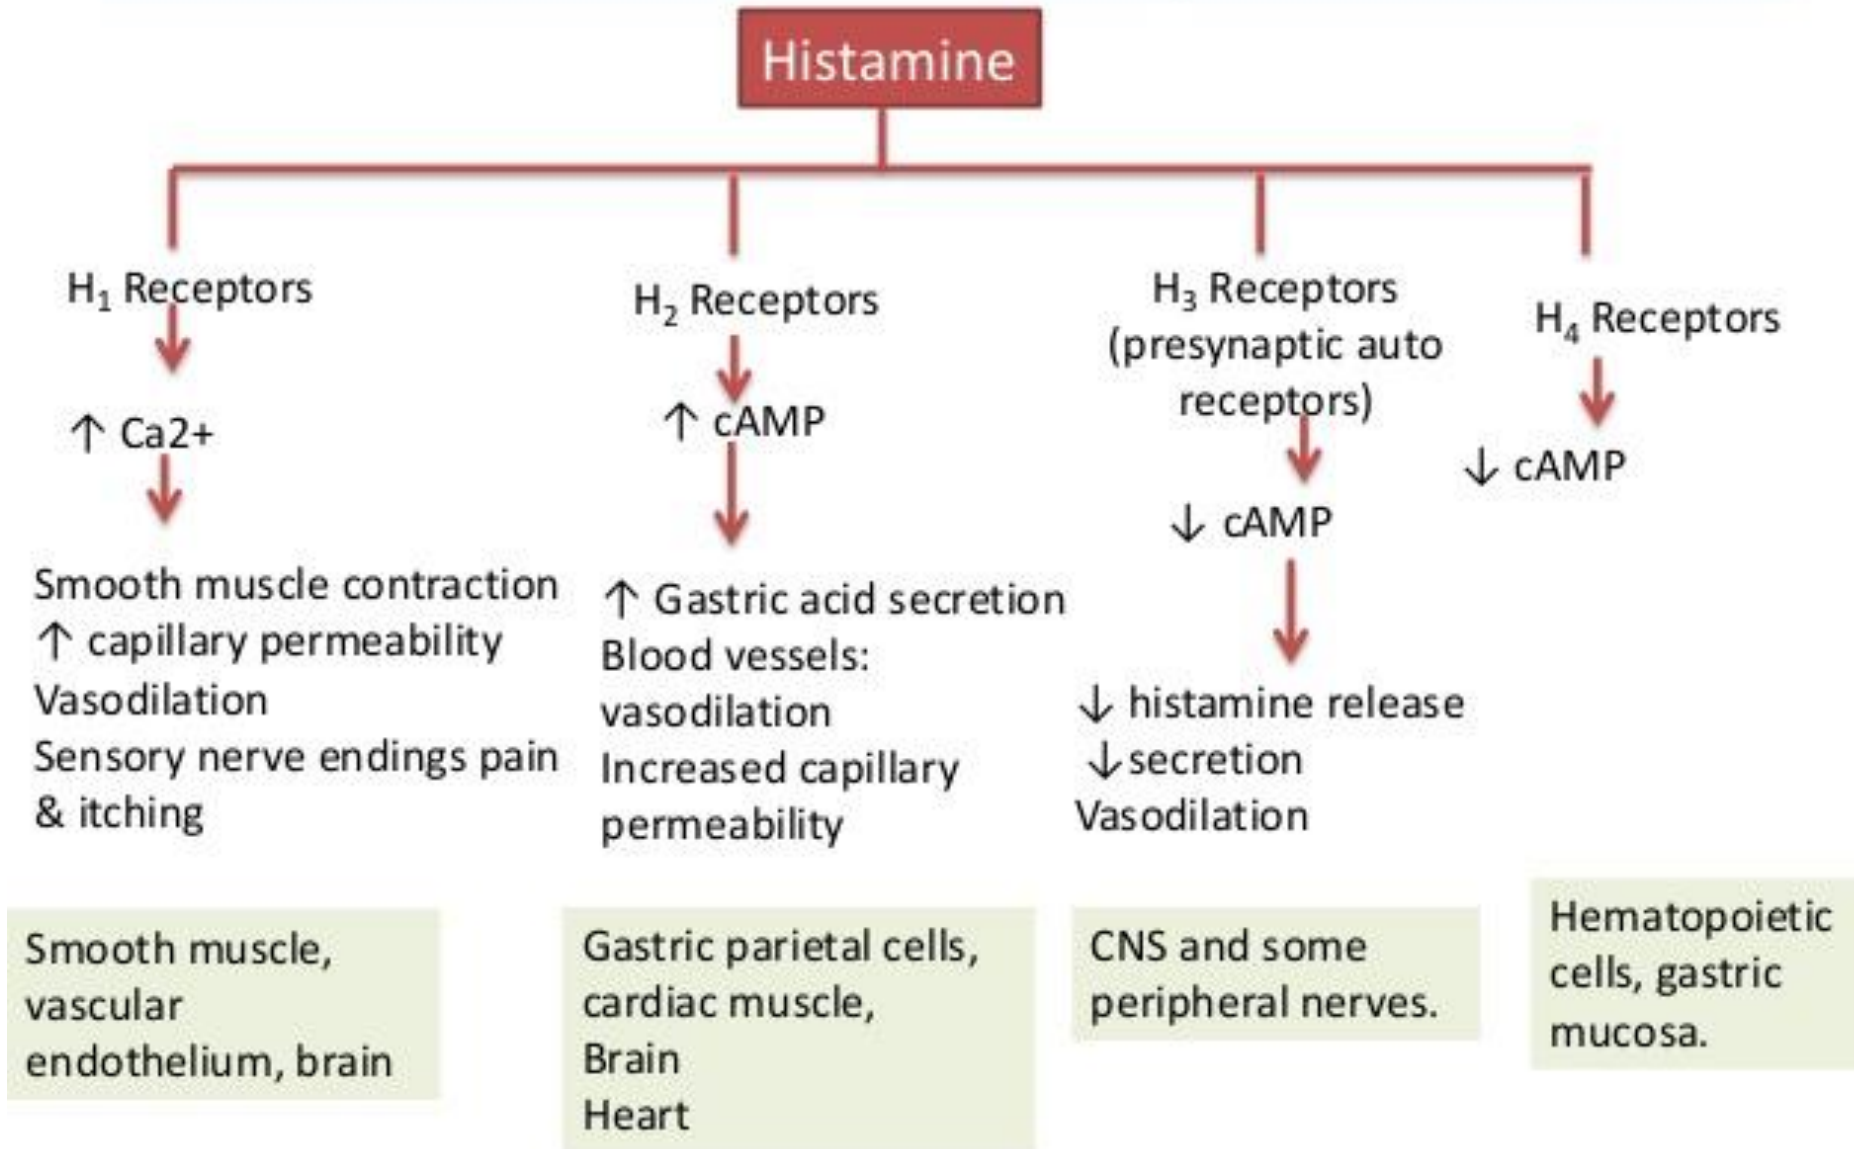 Histamine
H₁ Receptors
↑ Ca2+
Smooth muscle contraction
↑ capillary permeability
Vasodilation
Sensory nerve endings pain
& itching
Smooth muscle,
vascular
endothelium, brain
H₂ Receptors
↑ cAMP
↑ Gastric acid secretion
Blood vessels:
vasodilation
Increased capillary
permeability
Gastric parietal cells,
cardiac muscle,
Brain
Heart
H₃ Receptors
(presynaptic auto
receptors)
↓ cAMP
↓ histamine release
↓secretion
Vasodilation
CNS and some
peripheral nerves.
H₄ Receptors
↓ cAMP
Hematopoietic
cells, gastric
mucosa.